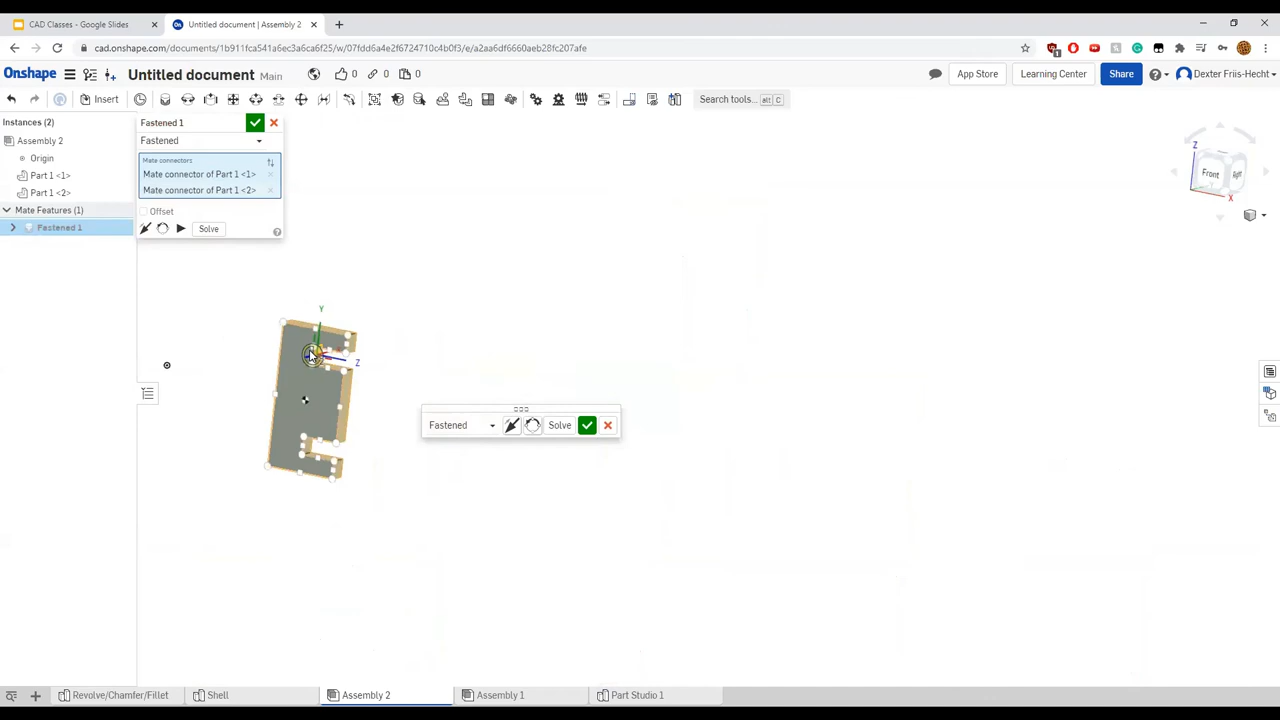 CAD Classes - Google Slides
Untitled document | Assembly 2
cad.onshape.com/documents/1b911fca541a6ec3a6ca6f25/w/07fdd6a4e2f6724710c4b0f3/e/a2aa6df6660aeb28fc207afe
Onshape
Untitled document Main
0
0
0
App Store
Learning Center
Share
Dexter Friis-Hecht
Insert
Search tools... alt C
Instances (2)
Assembly 2
Origin
Part 1 <1>
Part 1 <2>
Mate Features (1)
Fastened 1
Fastened 1
Fastened
Mate connectors
Mate connector of Part 1 <1>
Mate connector of Part 1 <2>
Offset
Solve
Y
Z
Fastened
Solve
Z
Front
Right
X
Revolve/Chamfer/Fillet
Shell
Assembly 2
Assembly 1
Part Studio 1